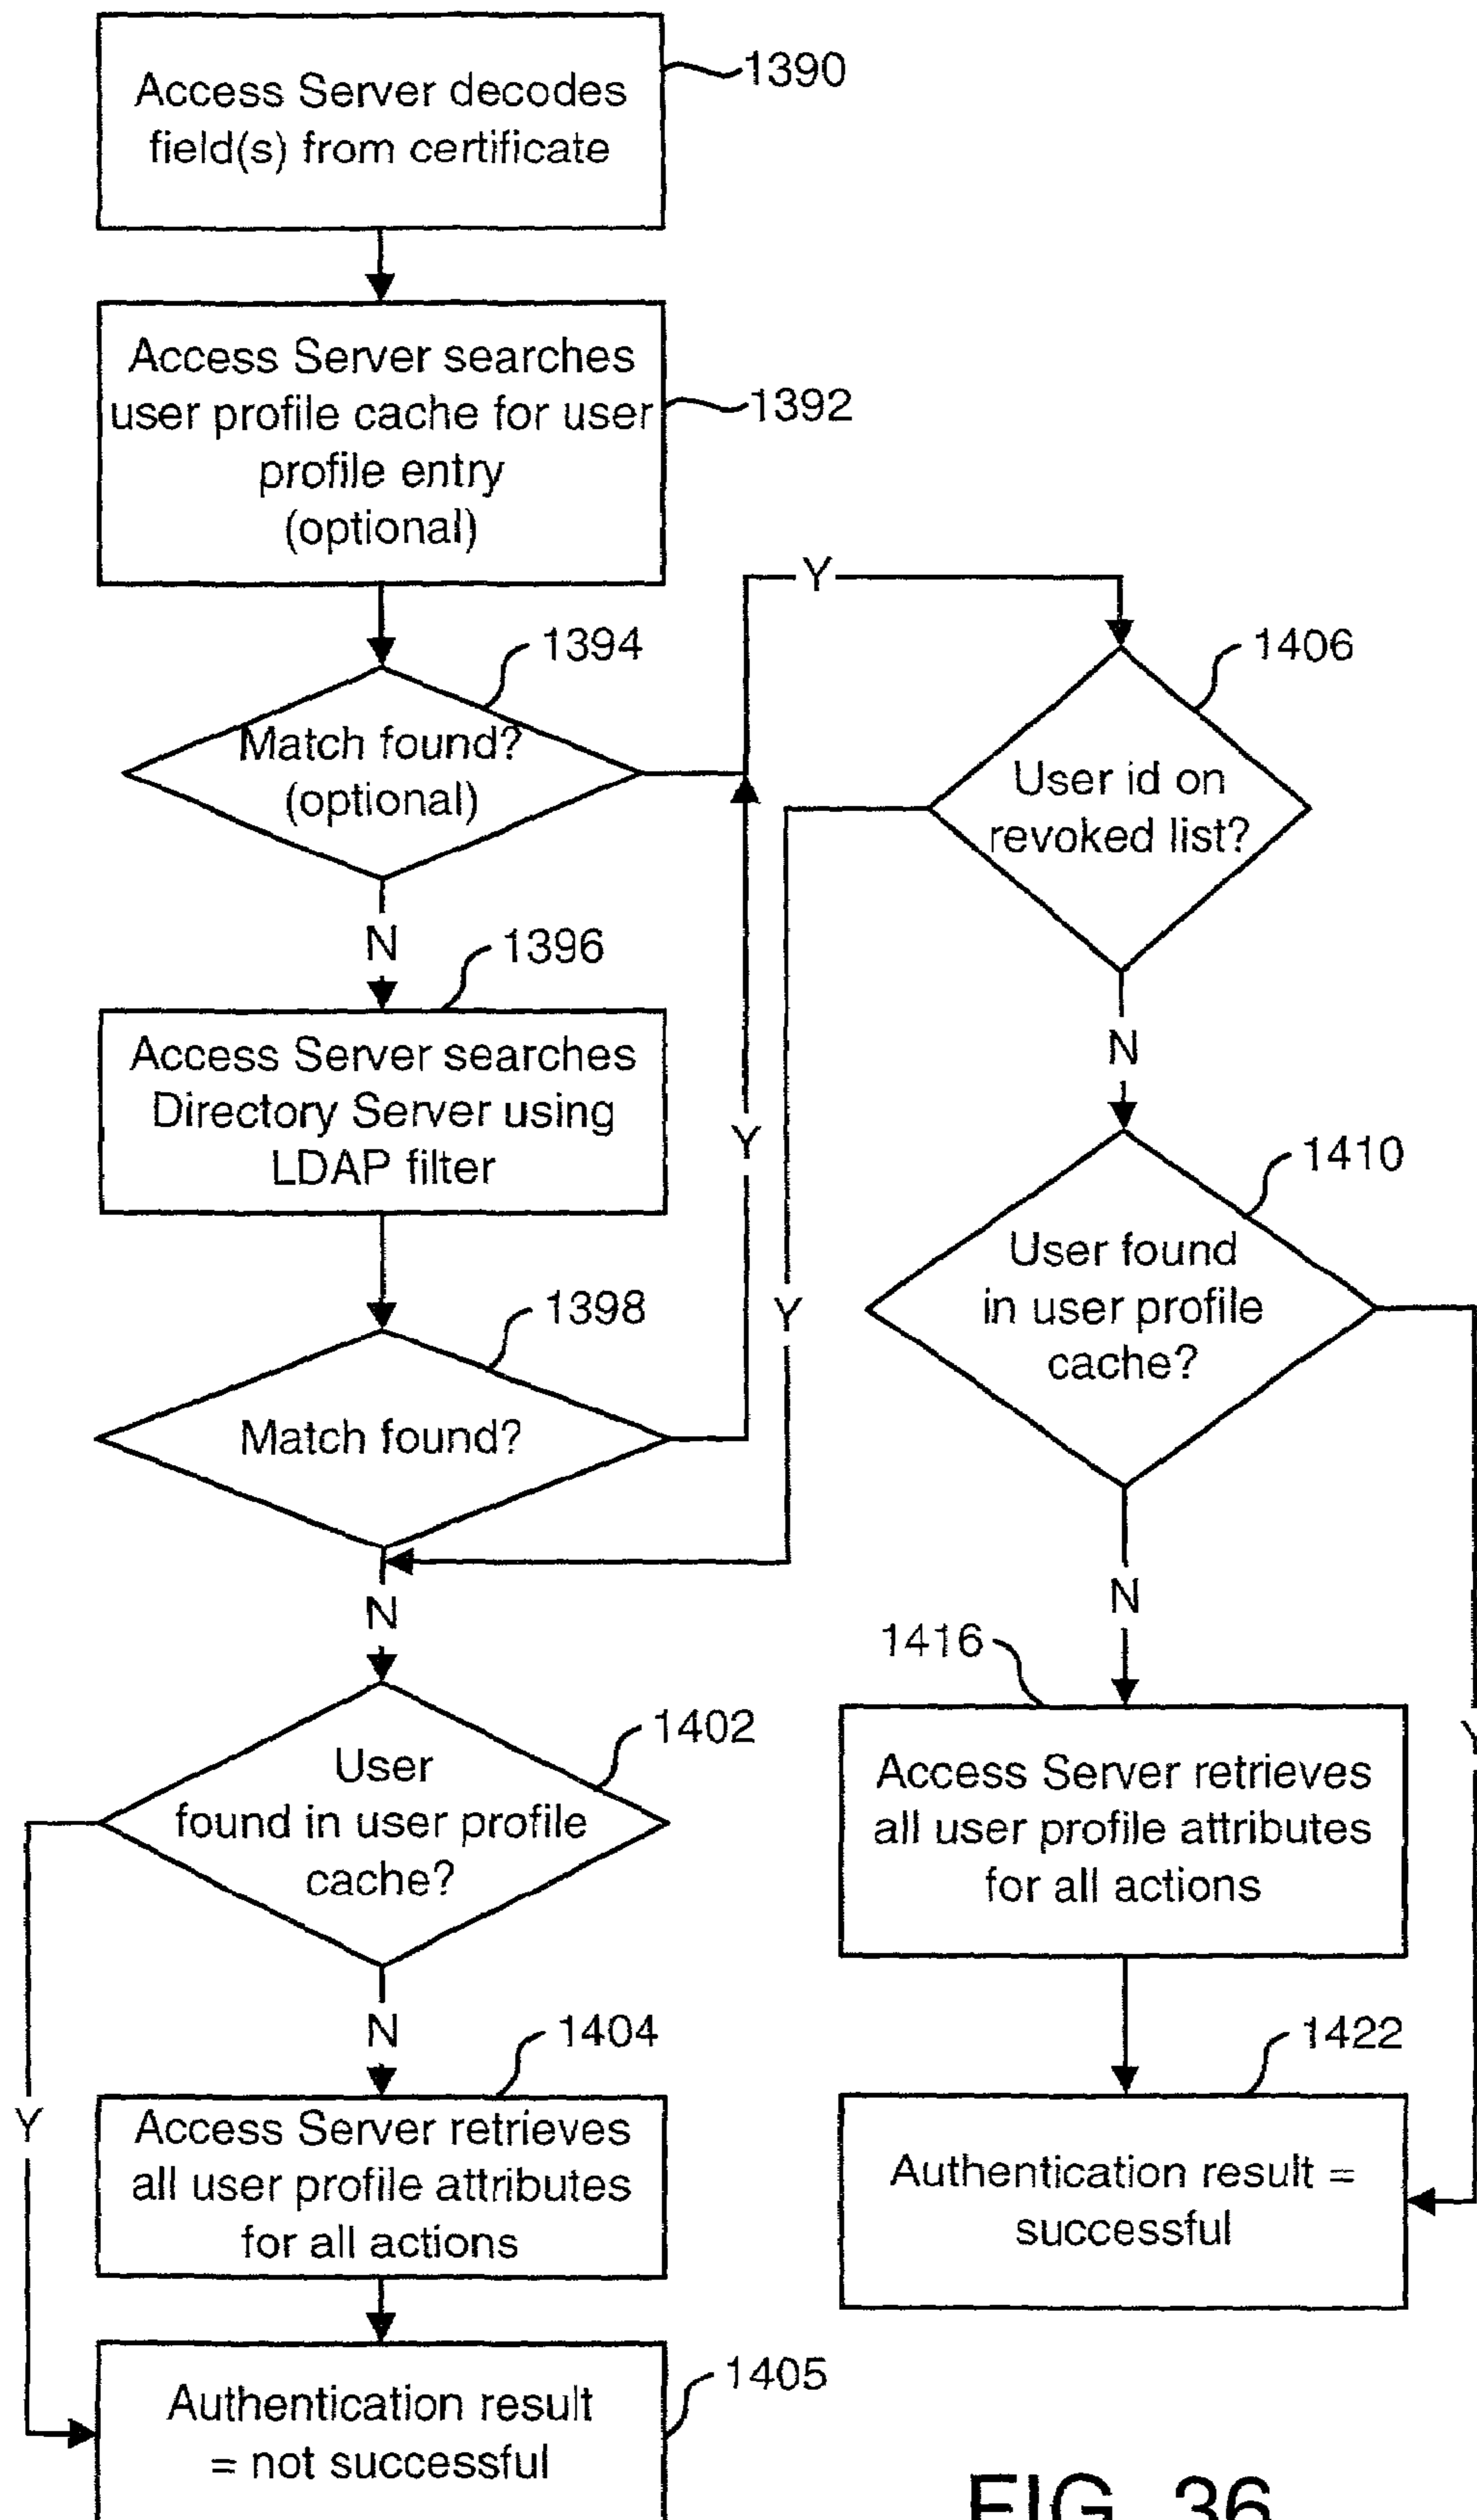 Access Server decodes
field(s) from certificate
1390
Access Server searches
user profile cache for user
profile entry
(optional)
1392
Y
1394
Match found?
(optional)
1406
User id on
revoked list?
N
1396
Access Server searches
Directory Server using
LDAP filter
N
Y
1410
User found
in user profile
cache?
1398
Match found?
Y
N
N
1402
User
found in user profile
cache?
1416
Access Server retrieves
all user profile attributes
for all actions
Y
N
1404
Access Server retrieves
all user profile attributes
for all actions
Y
1422
Authentication result =
successful
1405
Authentication result
= not successful
FIG. 36